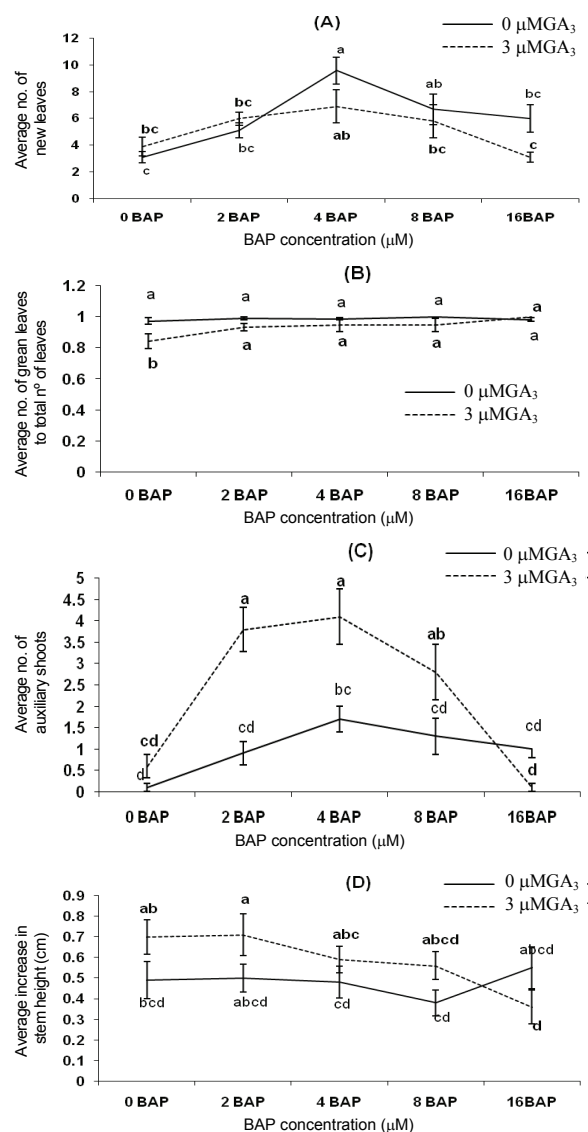 (A)
0 μMGA₃
3 μMGA₃
Average no. of
new leaves
12
10
8
6
4
2
0
bc
c
bc
bc
a
ab
ab
bc
bc
c
0 BAP 2 BAP 4 BAP 8 BAP 16BAP
BAP concentration (μM)
(B)
Average no. of grean leaves
to total nº of leaves
1.2
1
0.8
0.6
0.4
0.2
0
a a a a a
b a a a a
0 μMGA₃
3 μMGA₃
0 BAP 2 BAP 4 BAP 8 BAP 16BAP
BAP concentration (μM)
(C)
0 μMGA₃
3 μMGA₃
Average no. of
auxiliary shoots
5
4.5
4
3.5
3
2.5
2
1.5
1
0.5
0
cd
d
a
cd
a
bc
ab
cd
cd
d
0 BAP 2 BAP 4 BAP 8 BAP 16BAP
BAP concentration (μM)
(D)
0 μMGA₃
3 μMGA₃
Average increase in
stem height (cm)
0.9
0.8
0.7
0.6
0.5
0.4
0.3
0.2
0.1
0
ab a abc abcd abcd
bcd abcd cd cd d
0 BAP 2 BAP 4 BAP 8 BAP 16BAP
BAP concentration (μM)